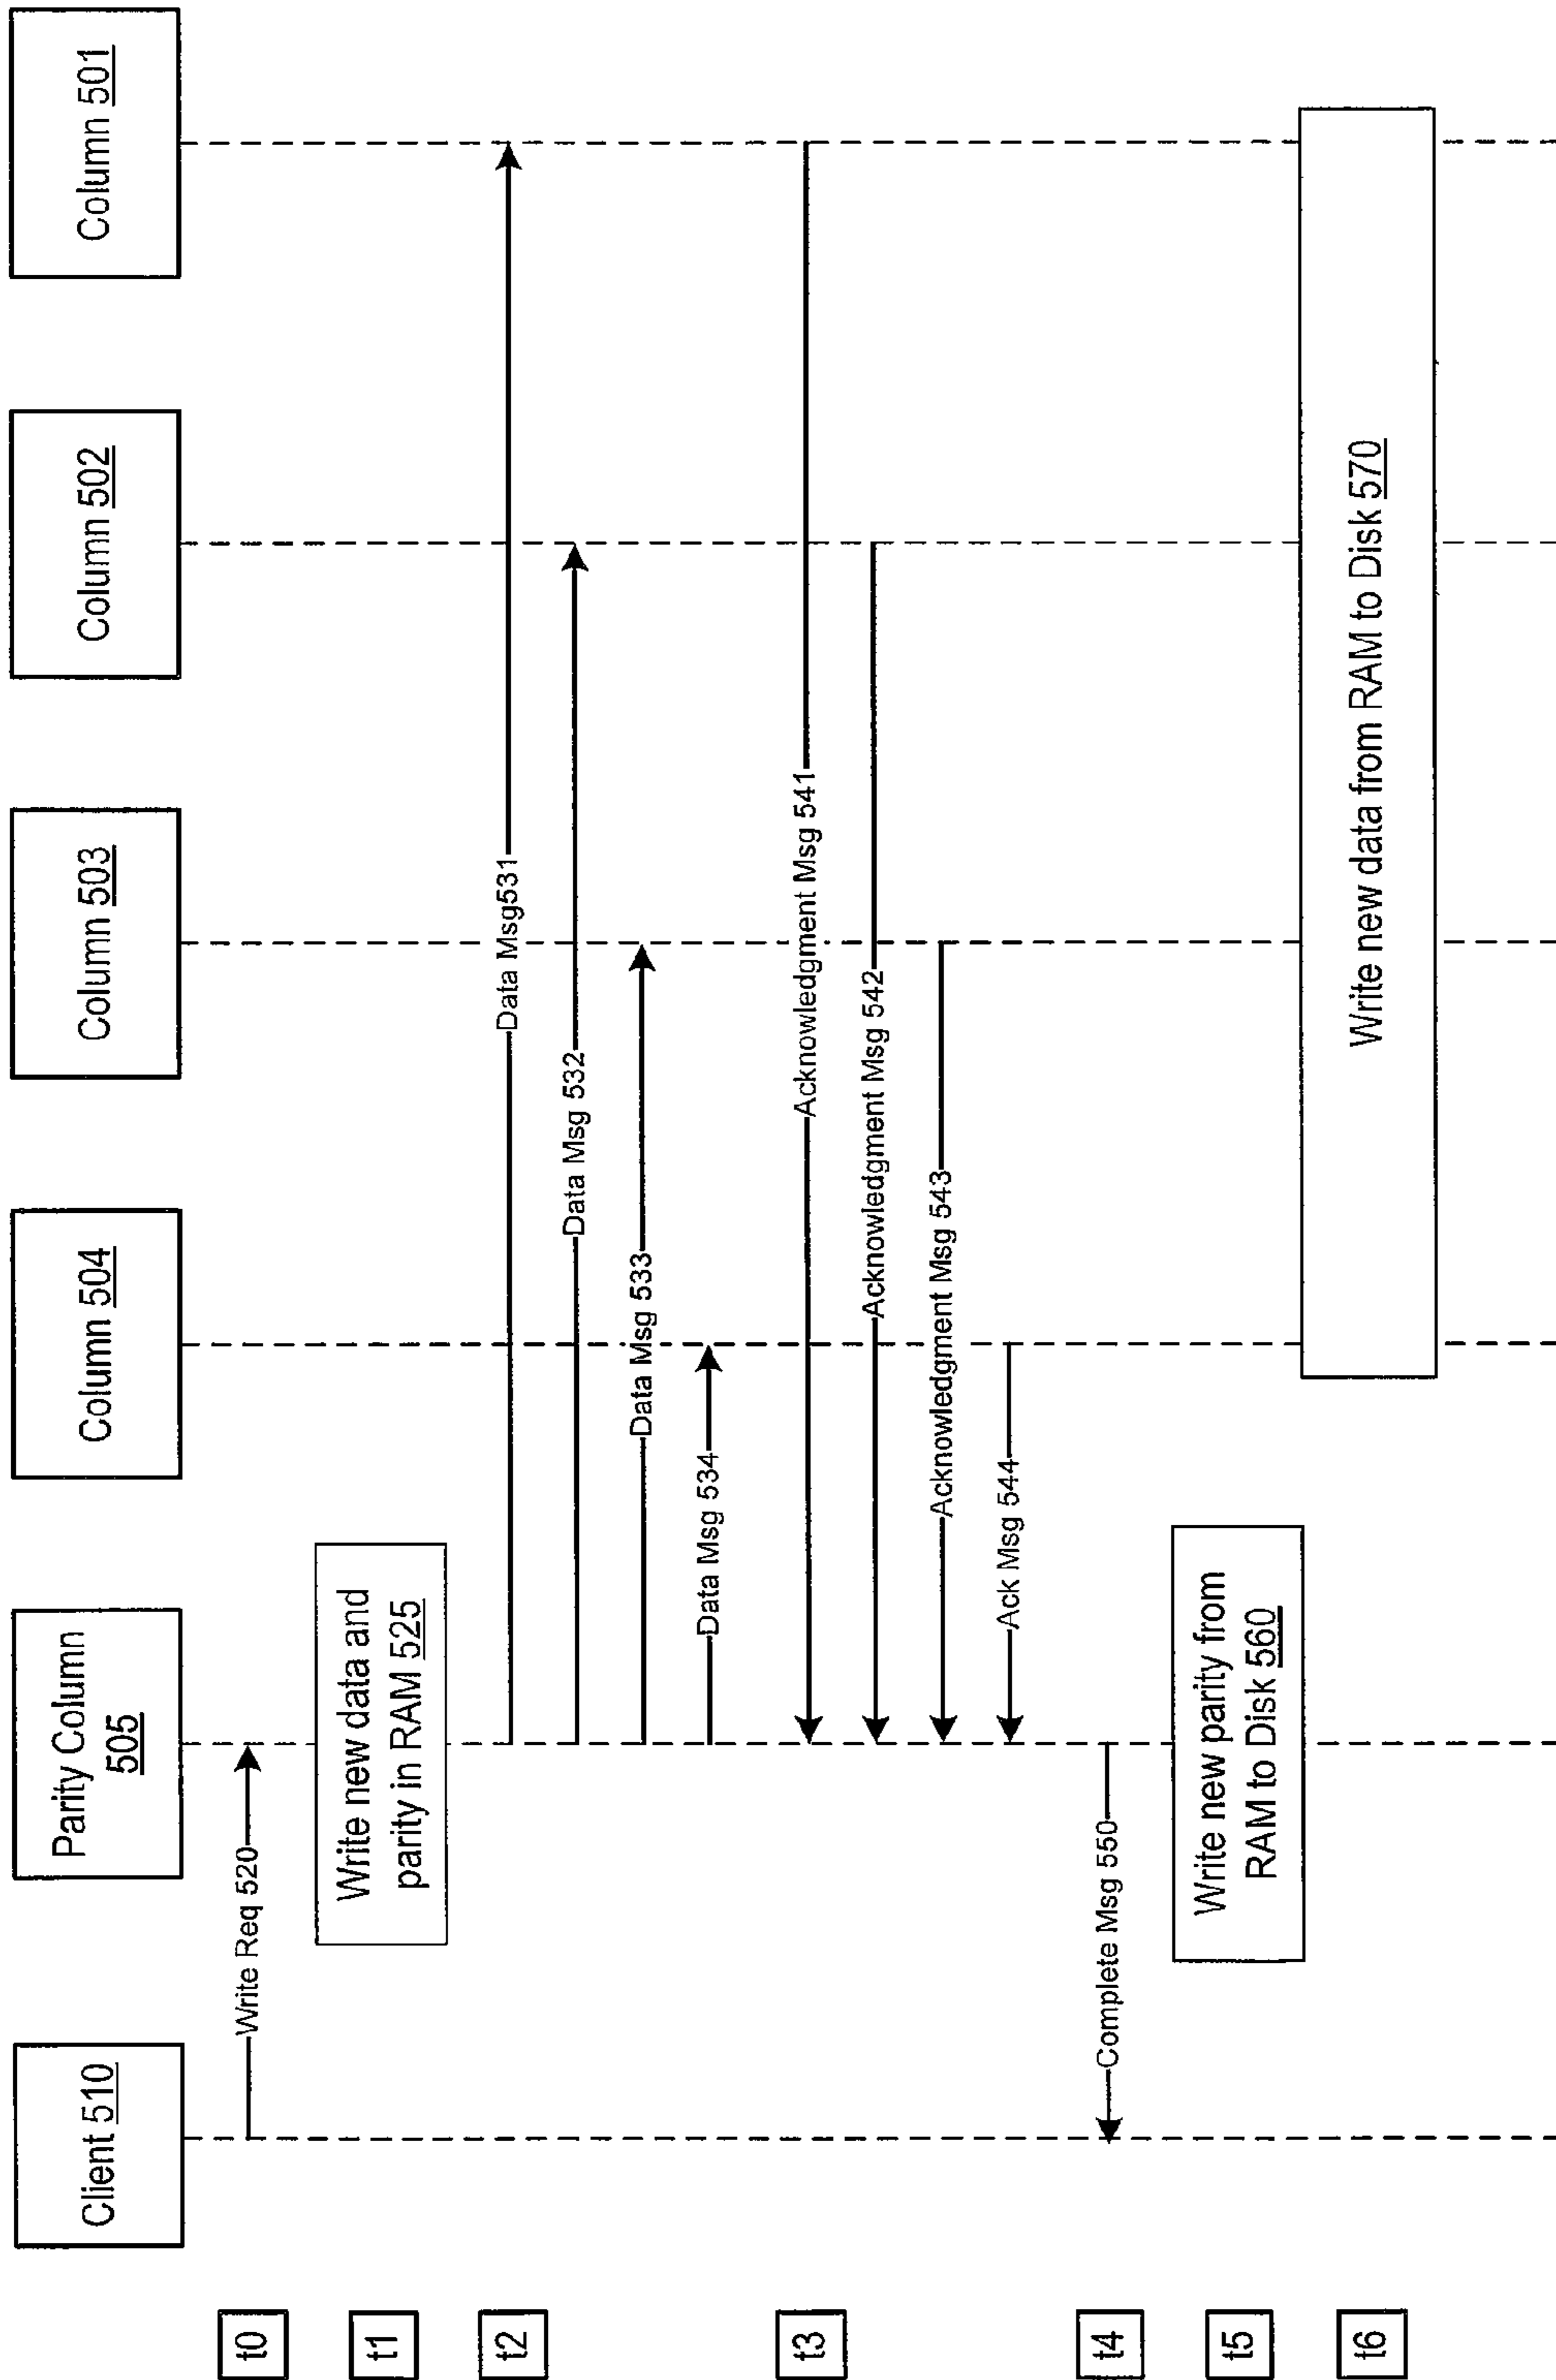 Client 510
Parity Column
505
Column 504
Column 503
Column 502
Column 501
t0
Write Req 520
t1
Write new data and
parity in RAM 525
t2
Data Msg531
Data Msg 532
Data Msg 533
Data Msg 534
t3
Acknowledgment Msg 541
Acknowledgment Msg 542
Acknowledgment Msg 543
Ack Msg 544
t4
Complete Msg 550
t5
Write new parity from
RAM to Disk 560
t6
Write new data from RAM to Disk 570